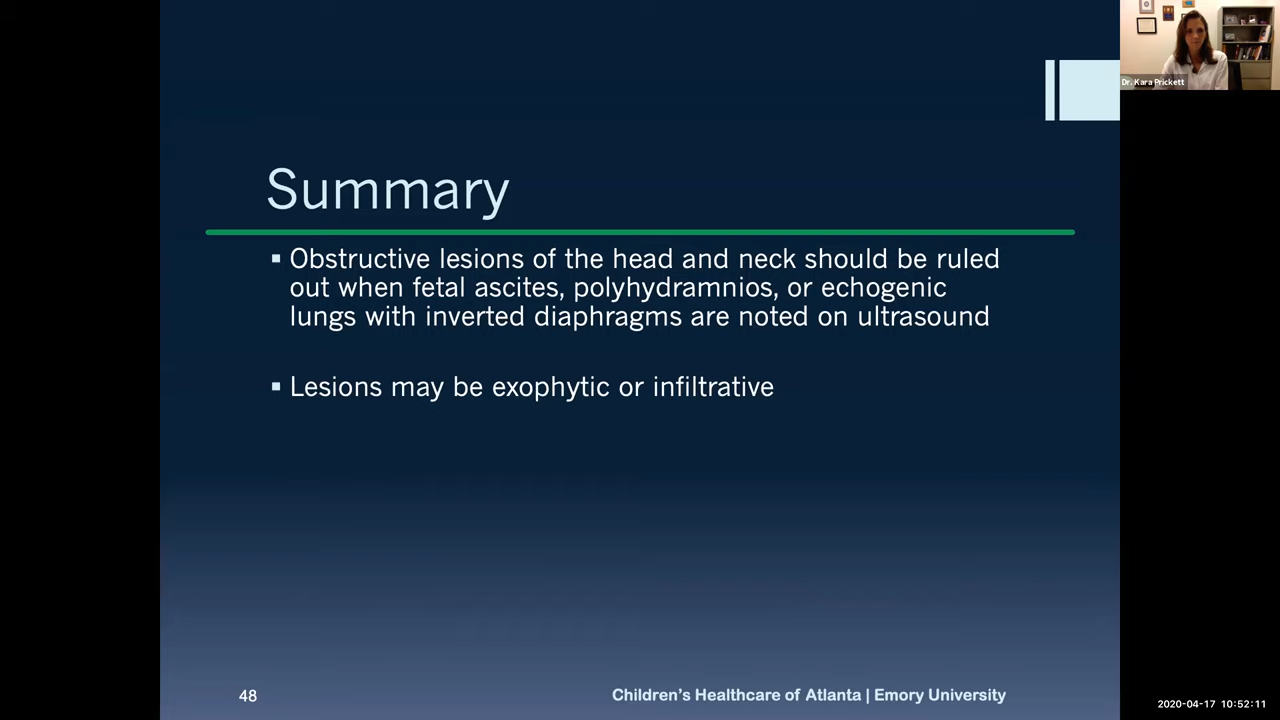 Dr. Kara Prickett
Summary
Obstructive lesions of the head and neck should be ruled
out when fetal ascites, polyhydramnios, or echogenic
lungs with inverted diaphragms are noted on ultrasound
Lesions may be exophytic or infiltrative
48
Children's Healthcare of Atlanta | Emory University
2020-04-17 10:52:11